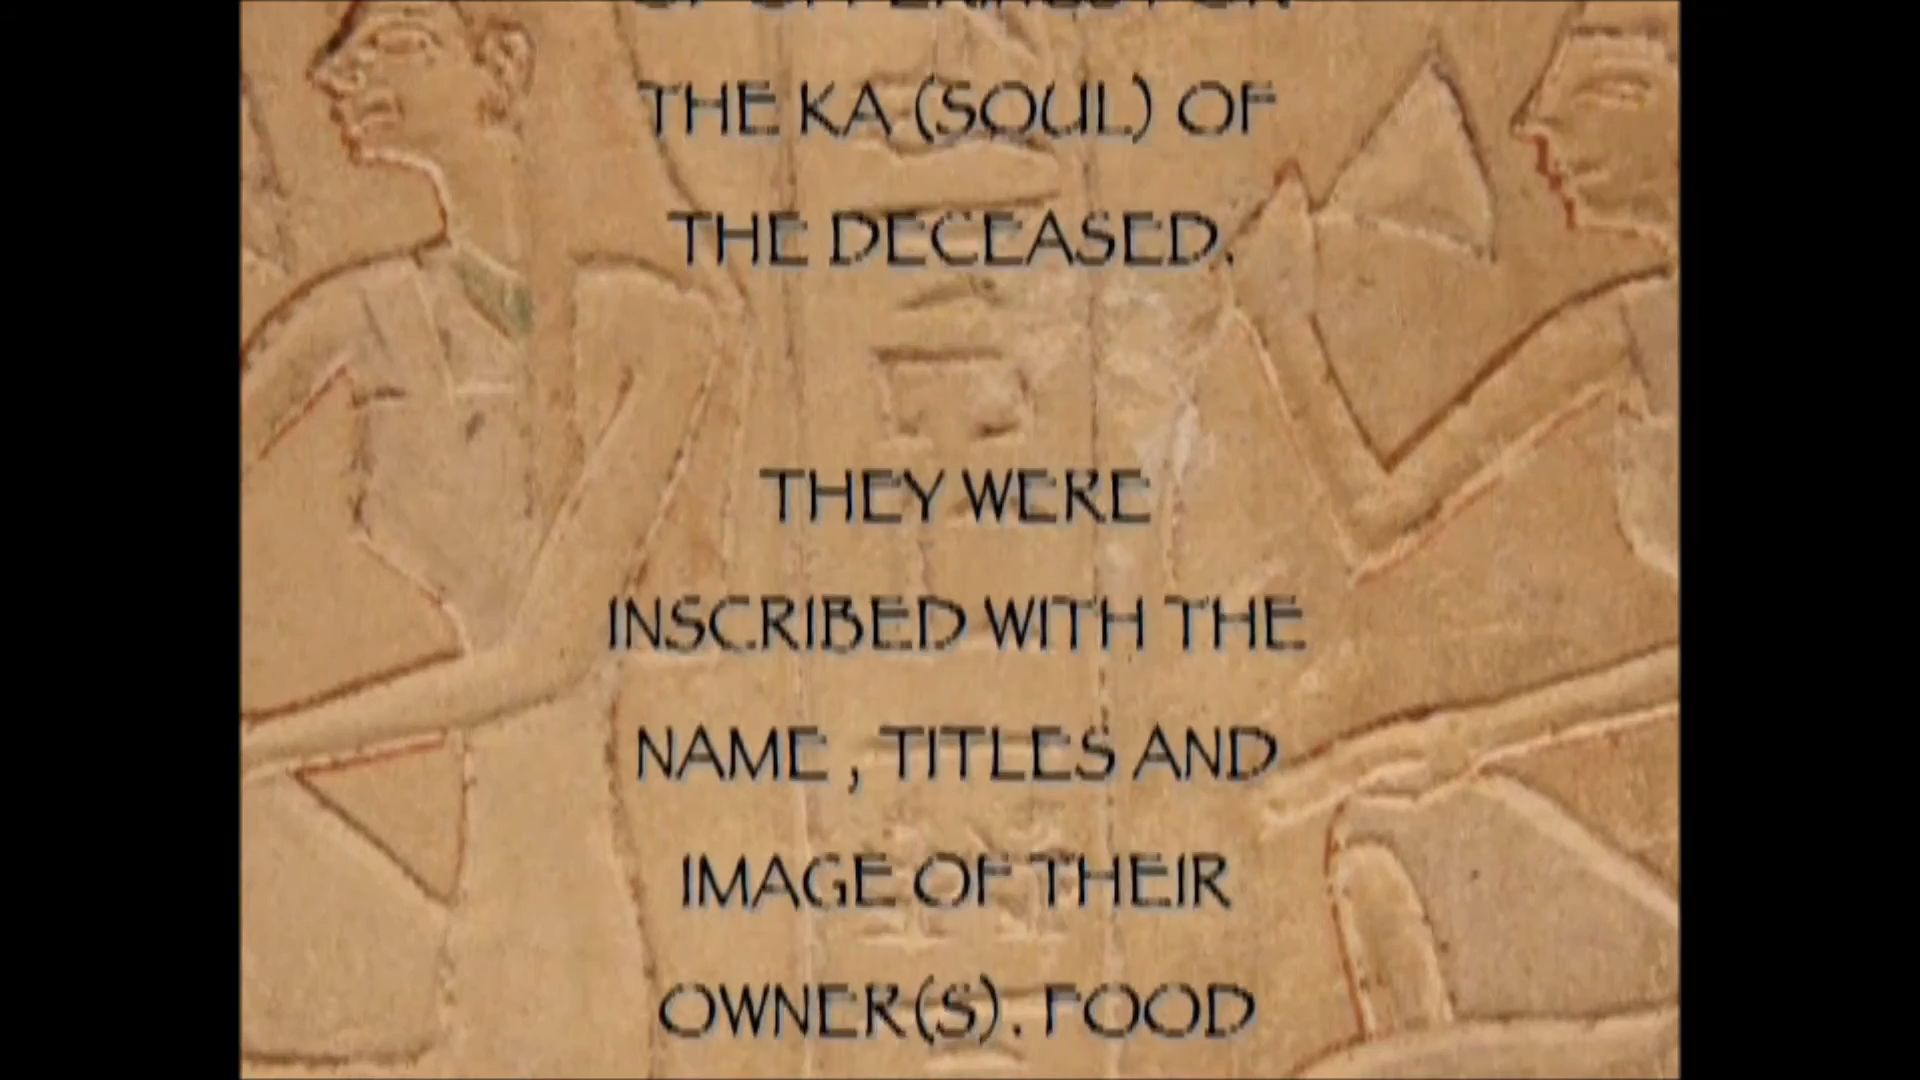 THE KA (SOUL) OF
THE DECEASED.
THEY WERE
INSCRIBED WITH THE
NAME , TITLES AND
IMAGE OF THEIR
OWNER(S). FOOD